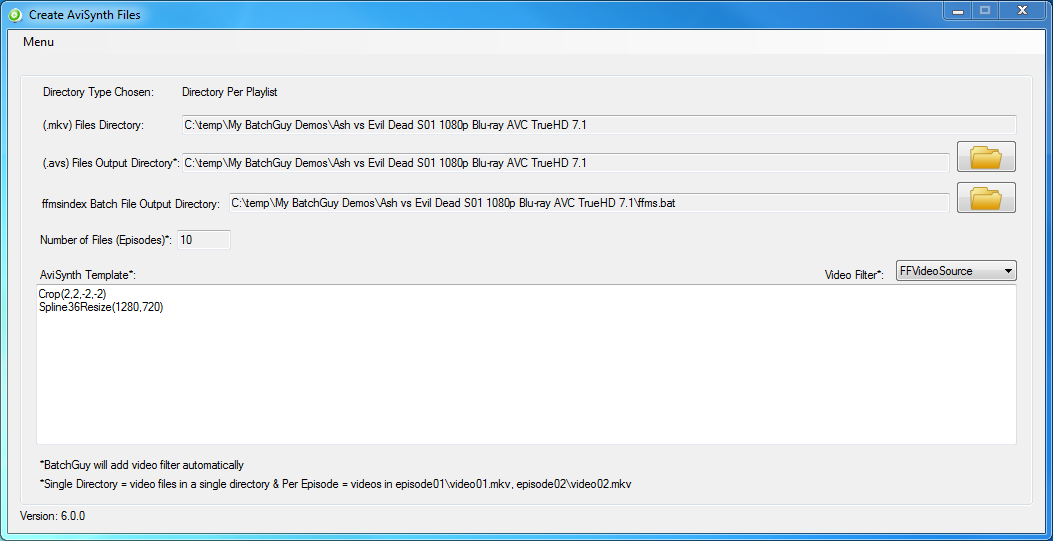 Create AviSynth Files
Menu
Directory Type Chosen: Directory Per Playlist
(.mkv) Files Directory: C:\temp\My BatchGuy Demos\Ash vs Evil Dead S01 1080p Blu-ray AVC TrueHD 7.1
(.avs) Files Output Directory*: C:\temp\My BatchGuy Demos\Ash vs Evil Dead S01 1080p Blu-ray AVC TrueHD 7.1
ffmsindex Batch File Output Directory: C:\temp\My BatchGuy Demos\Ash vs Evil Dead S01 1080p Blu-ray AVC TrueHD 7.1\ffms.bat
Number of Files (Episodes)*: 10
AviSynth Template*: Video Filter*: FFVideoSource
Crop(2,2,-2,-2)
Spline36Resize(1280,720)
*BatchGuy will add video filter automatically
*Single Directory = video files in a single directory & Per Episode = videos in episode01\video01.mkv, episode02\video02.mkv
Version: 6.0.0